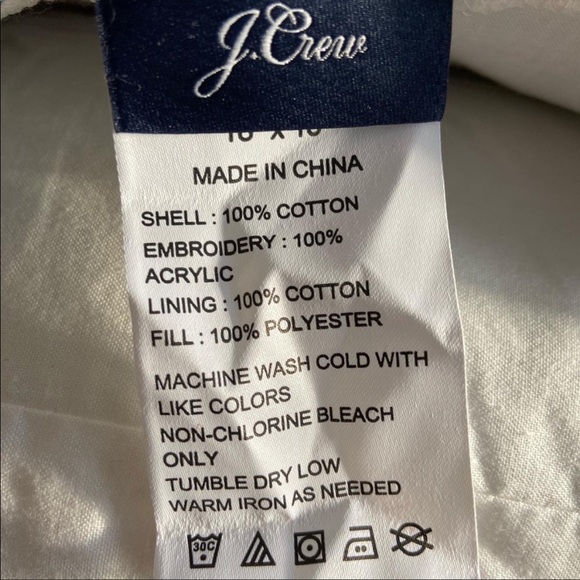 J.Crew
MADE IN CHINA
SHELL : 100% COTTON
EMBROIDERY : 100%
ACRYLIC
LINING : 100% COTTON
FILL : 100% POLYESTER
MACHINE WASH COLD WITH
LIKE COLORS
NON-CHLORINE BLEACH
ONLY
TUMBLE DRY LOW
WARM IRON AS NEEDED
30C